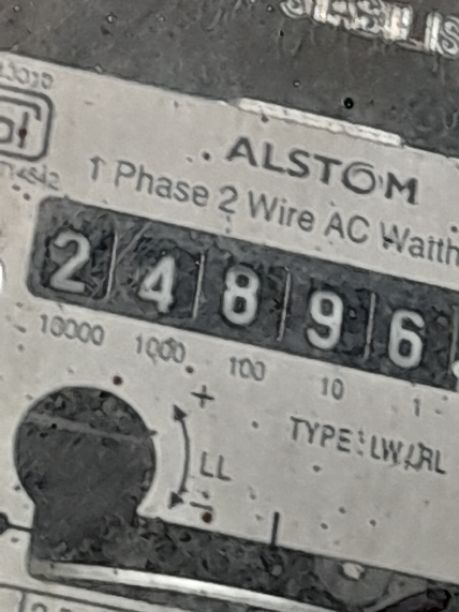 ALSTOM
1 Phase 2 Wire AC Watth
2 4 8 9 6
10000 1000 100 10 1
+
TYPE: LW/RL
LL
−